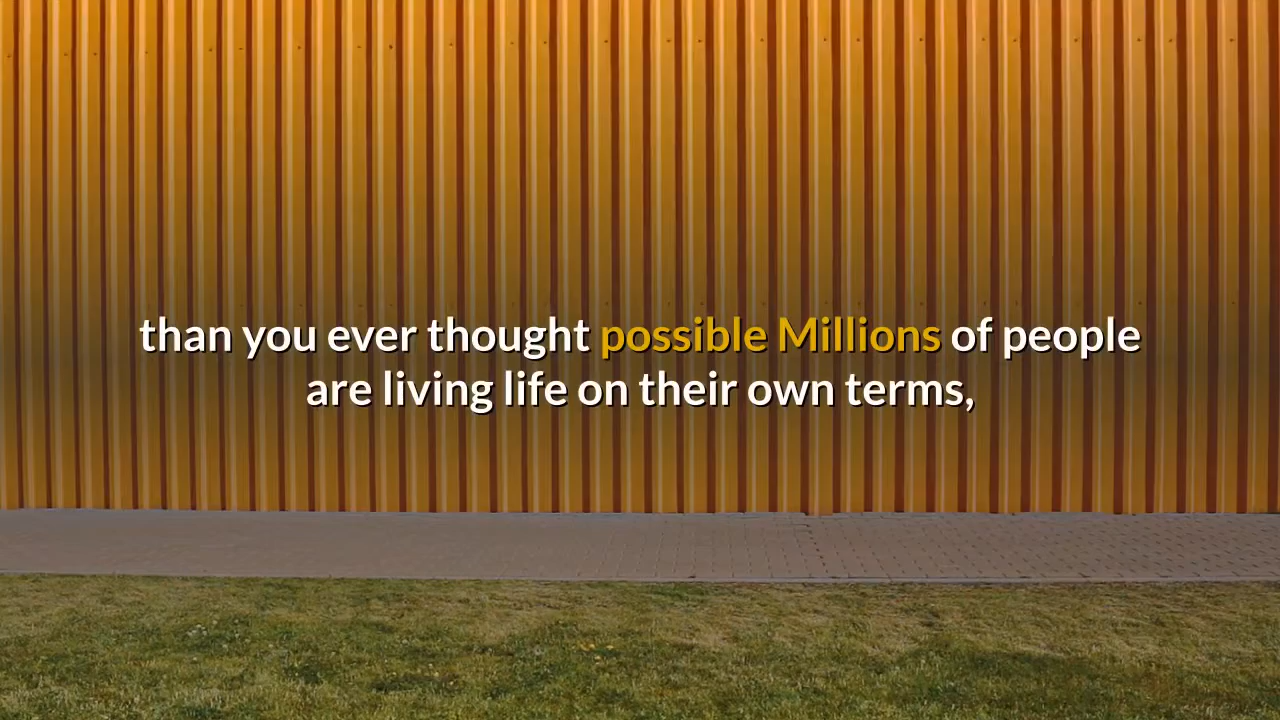 than you ever thought possible Millions of people
are living life on their own terms,